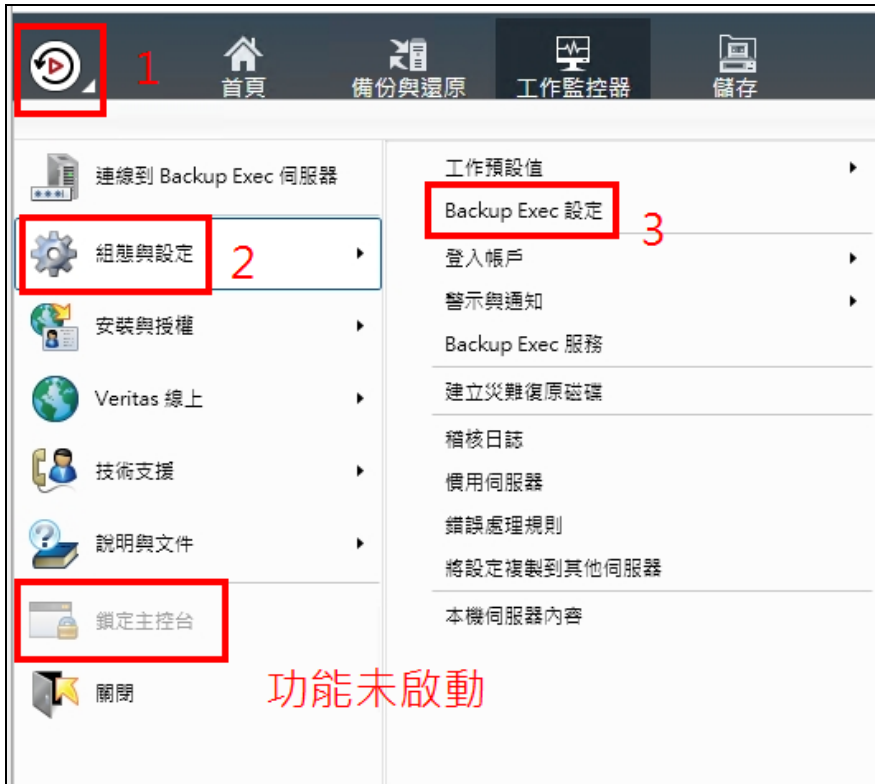 1
首頁
備份與還原
工作監控器
儲存
連線到 Backup Exec 伺服器
組態與設定
2
安裝與授權
Veritas 線上
技術支援
說明與文件
鎖定主控台
關閉
功能未啟動
工作預設值
Backup Exec 設定
3
登入帳戶
警示與通知
Backup Exec 服務
建立災難復原磁碟
稽核日誌
慣用伺服器
錯誤處理規則
將設定複製到其他伺服器
本機伺服器內容